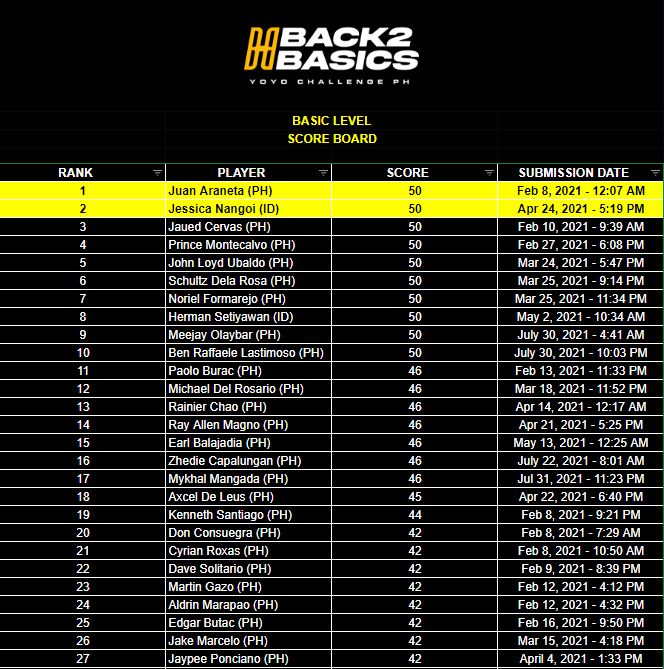 BACK2
BASICS
YOYO CHALLENGE PH
BASIC LEVEL
SCORE BOARD
RANK PLAYER SCORE SUBMISSION DATE
1 Juan Araneta (PH) 50 Feb 8, 2021 - 12:07 AM
2 Jessica Nangoi (ID) 50 Apr 24, 2021 - 5:19 PM
3 Jaued Cervas (PH) 50 Feb 10, 2021 - 9:39 AM
4 Prince Montecalvo (PH) 50 Feb 27, 2021 - 6:08 PM
5 John Loyd Ubaldo (PH) 50 Mar 24, 2021 - 5:47 PM
6 Schultz Dela Rosa (PH) 50 Mar 25, 2021 - 9:14 PM
7 Noriel Formarejo (PH) 50 Mar 25, 2021 - 11:34 PM
8 Herman Setiyawan (ID) 50 May 2, 2021 - 10:34 AM
9 Meejay Olaybar (PH) 50 July 30, 2021 - 4:41 AM
10 Ben Raffaele Lastimoso (PH) 50 July 30, 2021 - 10:03 PM
11 Paolo Burac (PH) 46 Feb 13, 2021 - 11:33 PM
12 Michael Del Rosario (PH) 46 Mar 18, 2021 - 11:52 PM
13 Rainier Chao (PH) 46 Apr 14, 2021 - 12:17 AM
14 Ray Allen Magno (PH) 46 Apr 21, 2021 - 5:25 PM
15 Earl Balajadia (PH) 46 May 13, 2021 - 12:25 AM
16 Zhedie Capalungan (PH) 46 July 22, 2021 - 8:01 AM
17 Mykhal Mangada (PH) 46 Jul 31, 2021 - 11:23 PM
18 Axcel De Leus (PH) 45 Apr 22, 2021 - 6:40 PM
19 Kenneth Santiago (PH) 44 Feb 8, 2021 - 9:21 PM
20 Don Consuegra (PH) 42 Feb 8, 2021 - 7:29 AM
21 Cyrian Roxas (PH) 42 Feb 8, 2021 - 10:50 AM
22 Dave Solitario (PH) 42 Feb 9, 2021 - 8:39 PM
23 Martin Gazo (PH) 42 Feb 12, 2021 - 4:12 PM
24 Aldrin Marapao (PH) 42 Feb 12, 2021 - 4:32 PM
25 Edgar Butac (PH) 42 Feb 16, 2021 - 9:50 PM
26 Jake Marcelo (PH) 42 Mar 15, 2021 - 4:18 PM
27 Jaypee Ponciano (PH) 42 April 4, 2021 - 1:33 PM